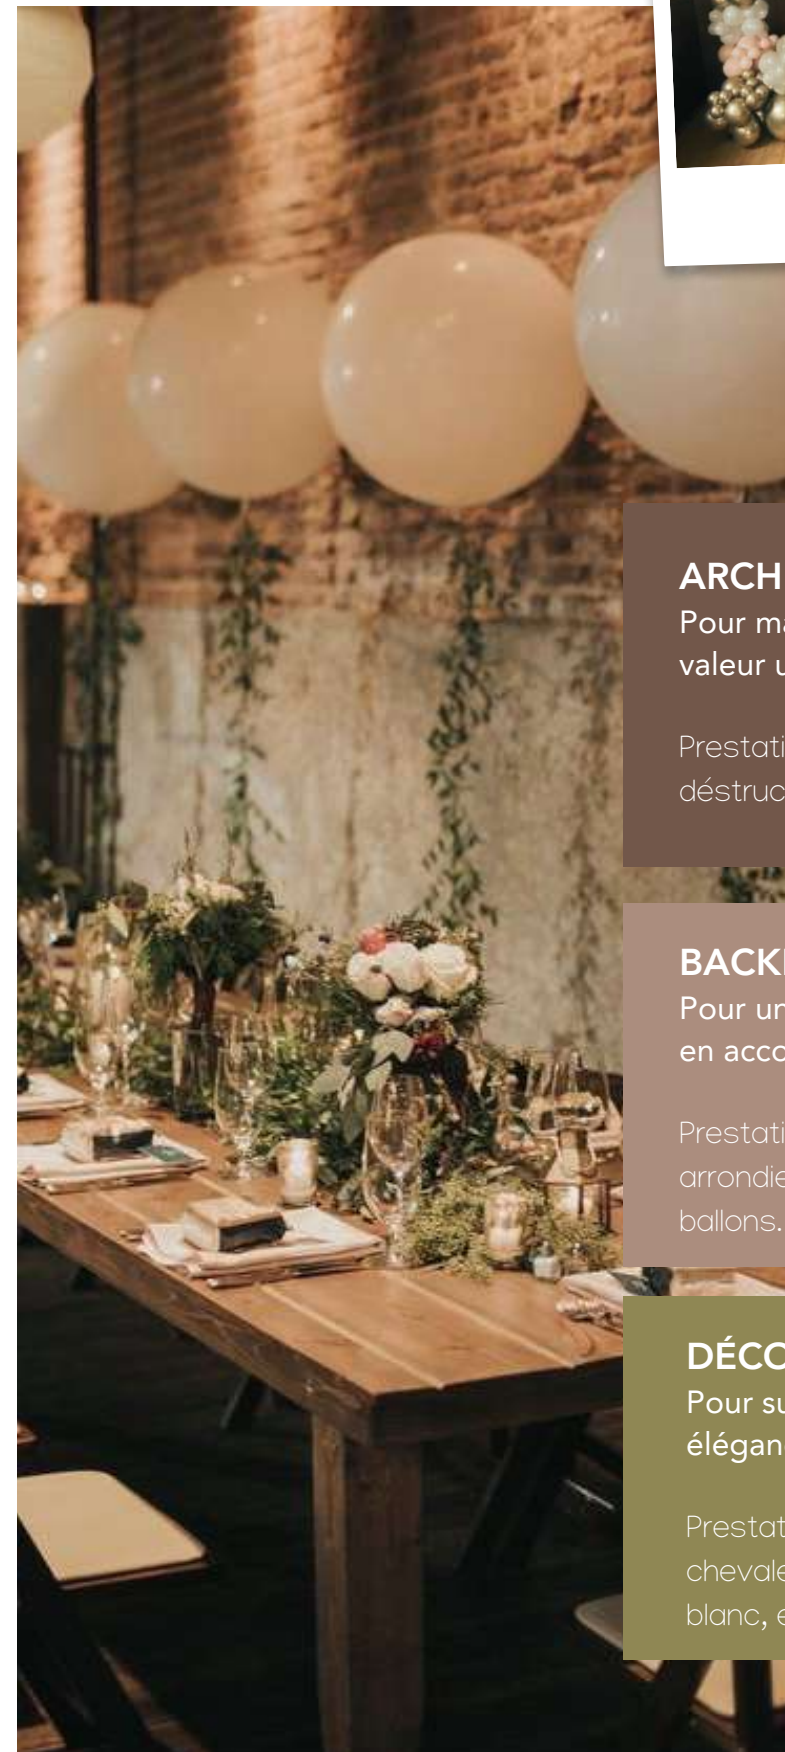 ARCH
Pour ma
valeur u
Prestati
déstruc
BACK
Pour un
en acco
Prestati
arrondie
ballons.
DÉCO
Pour su
élégan
Prestat
chevale
blanc, e